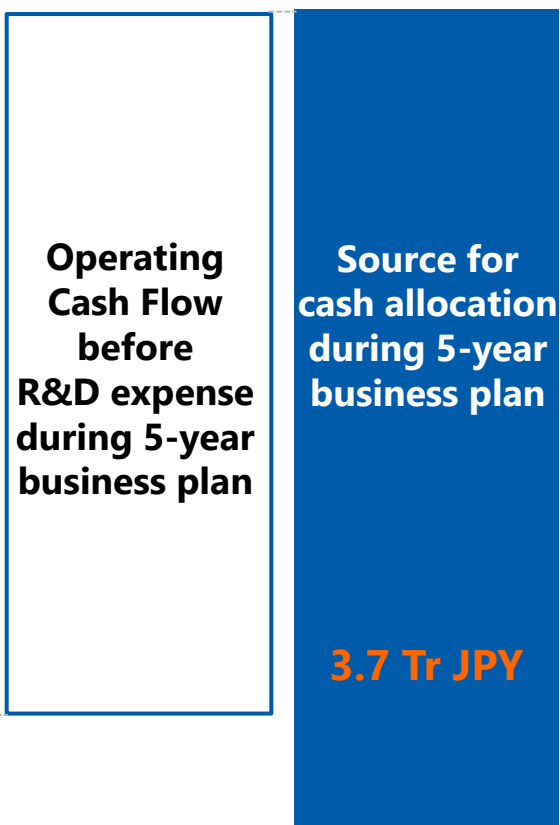 Operating
Cash Flow
before
R&D expense
during 5-year
business plan
Source for
cash allocation
during 5-year
business plan
3.7 Tr JPY